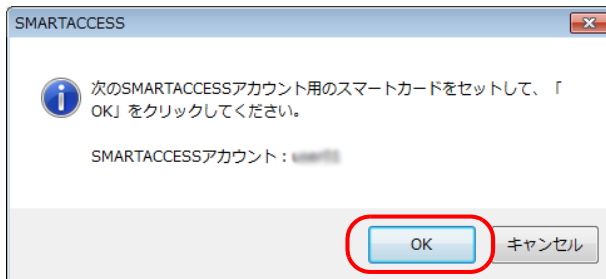 SMARTACCESS
次のSMARTACCESSアカウント用のスマートカードをセットして、「
OK」をクリックしてください。
SMARTACCESSアカウント：
OK
キャンセル